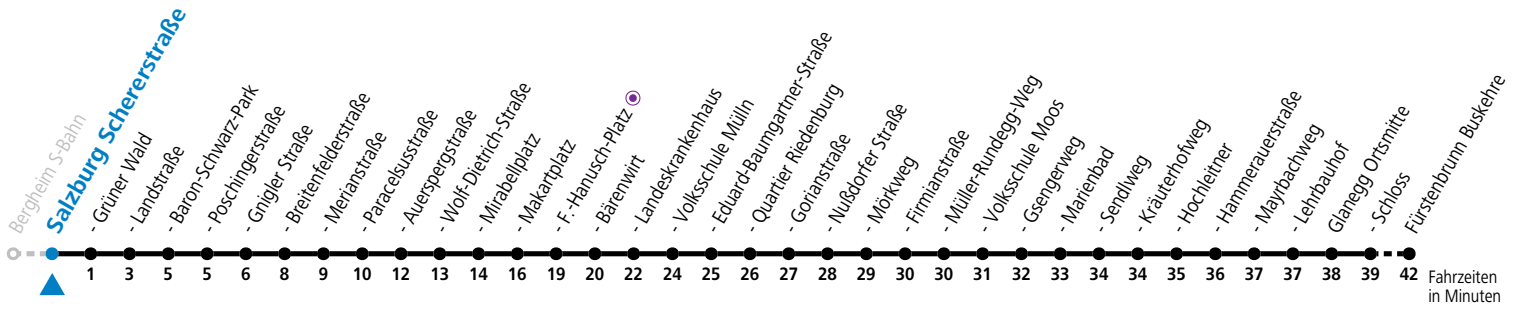 Bergheim S-Bahn
Salzburg Schererstraße
- Grüner Wald
- Landstraße
- Baron-Schwarz-Park
- Poschingerstraße
- Gnigler Straße
- Breitenfelderstraße
- Merianstraße
- Paracelsusstraße
- Auerspergstraße
- Wolf-Dietrich-Straße
- Mirabellplatz
- Makartplatz
- F.-Hanusch-Platz
- Bärenwirt
- Landeskrankenhaus
- Volksschule Mülln
- Eduard-Baumgartner-Straße
- Quartier Riedenburg
- Gorianstraße
- Nußdorfer Straße
- Mörkweg
- Firmianstraße
- Müller-Rundegg-Weg
- Volksschule Moos
- Gsengerweg
- Marienbad
- Sendlweg
- Kräuterhofweg
- Hochleitner
- Hammerauerstraße
- Mayrbachweg
- Lehrbauhof
Glanegg Ortsmitte
- Schloss
Fürstenbrunn Buskehre
1 3 5 5 6 8 9 10 12 13 14 16 19 20 22 24 25 26 27 28 29 30 30 31 32 33 34 34 35 36 37 37 38 39 42
Fahrzeiten
in Minuten